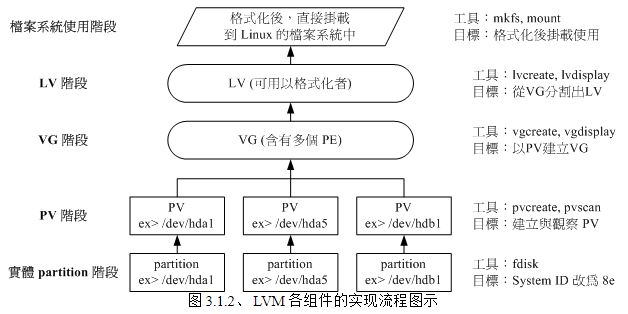 檔案系統使用階段
格式化後，直接掛載
到 Linux 的檔案系統中
工具：mkfs, mount
目標：格式化後掛載使用
LV 階段
LV (可用以格式化者)
工具：lvcreate, lvdisplay
目標：從VG分割出LV
VG 階段
VG (含有多個 PE)
工具：vgcreate, vgdisplay
目標：以PV建立VG
PV 階段
PV
ex> /dev/hda1
PV
ex> /dev/hda5
PV
ex> /dev/hdb1
工具：pvcreate, pvscan
目標：建立與觀察 PV
實體 partition 階段
partition
ex> /dev/hda1
partition
ex> /dev/hda5
partition
ex> /dev/hdb1
工具：fdisk
目標：System ID 改為 8e
图 3.1.2、 LVM 各组件的实现流程图示